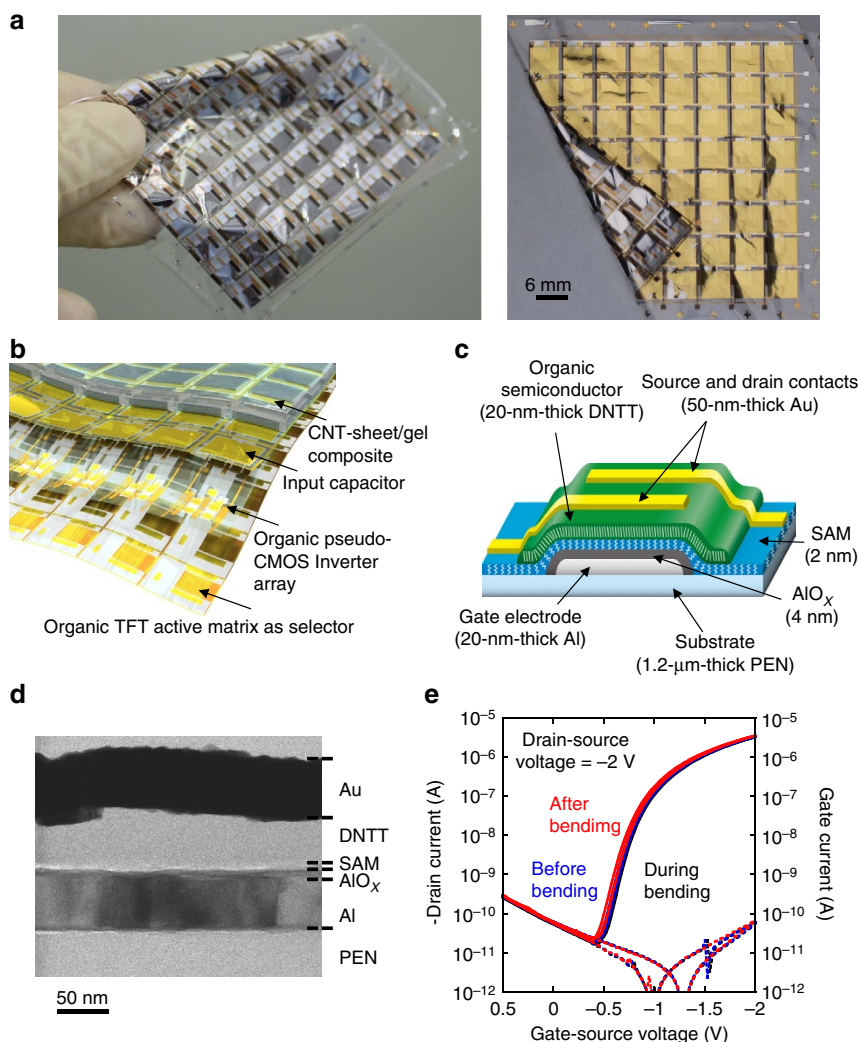 a
6 mm
b
CNT-sheet/gel
composite
Input capacitor
Organic pseudo-
CMOS Inverter
array
Organic TFT active matrix as selector
c
Organic
semiconductor
(20-nm-thick DNTT)
Source and drain contacts
(50-nm-thick Au)
SAM
(2 nm)
AlOX
(4 nm)
Gate electrode
(20-nm-thick Al)
Substrate
(1.2-μm-thick PEN)
d
Au
DNTT
SAM
AlOX
Al
PEN
50 nm
e
Drain-source
voltage = –2 V
After
bendimg
Before
bending
During
bending
-Drain current (A)
10–5
10–6
10–7
10–8
10–9
10–10
10–11
10–12
Gate current (A)
10–5
10–6
10–7
10–8
10–9
10–10
10–11
10–12
0.5 0 –0.5 –1 –1.5 –2
Gate-source voltage (V)